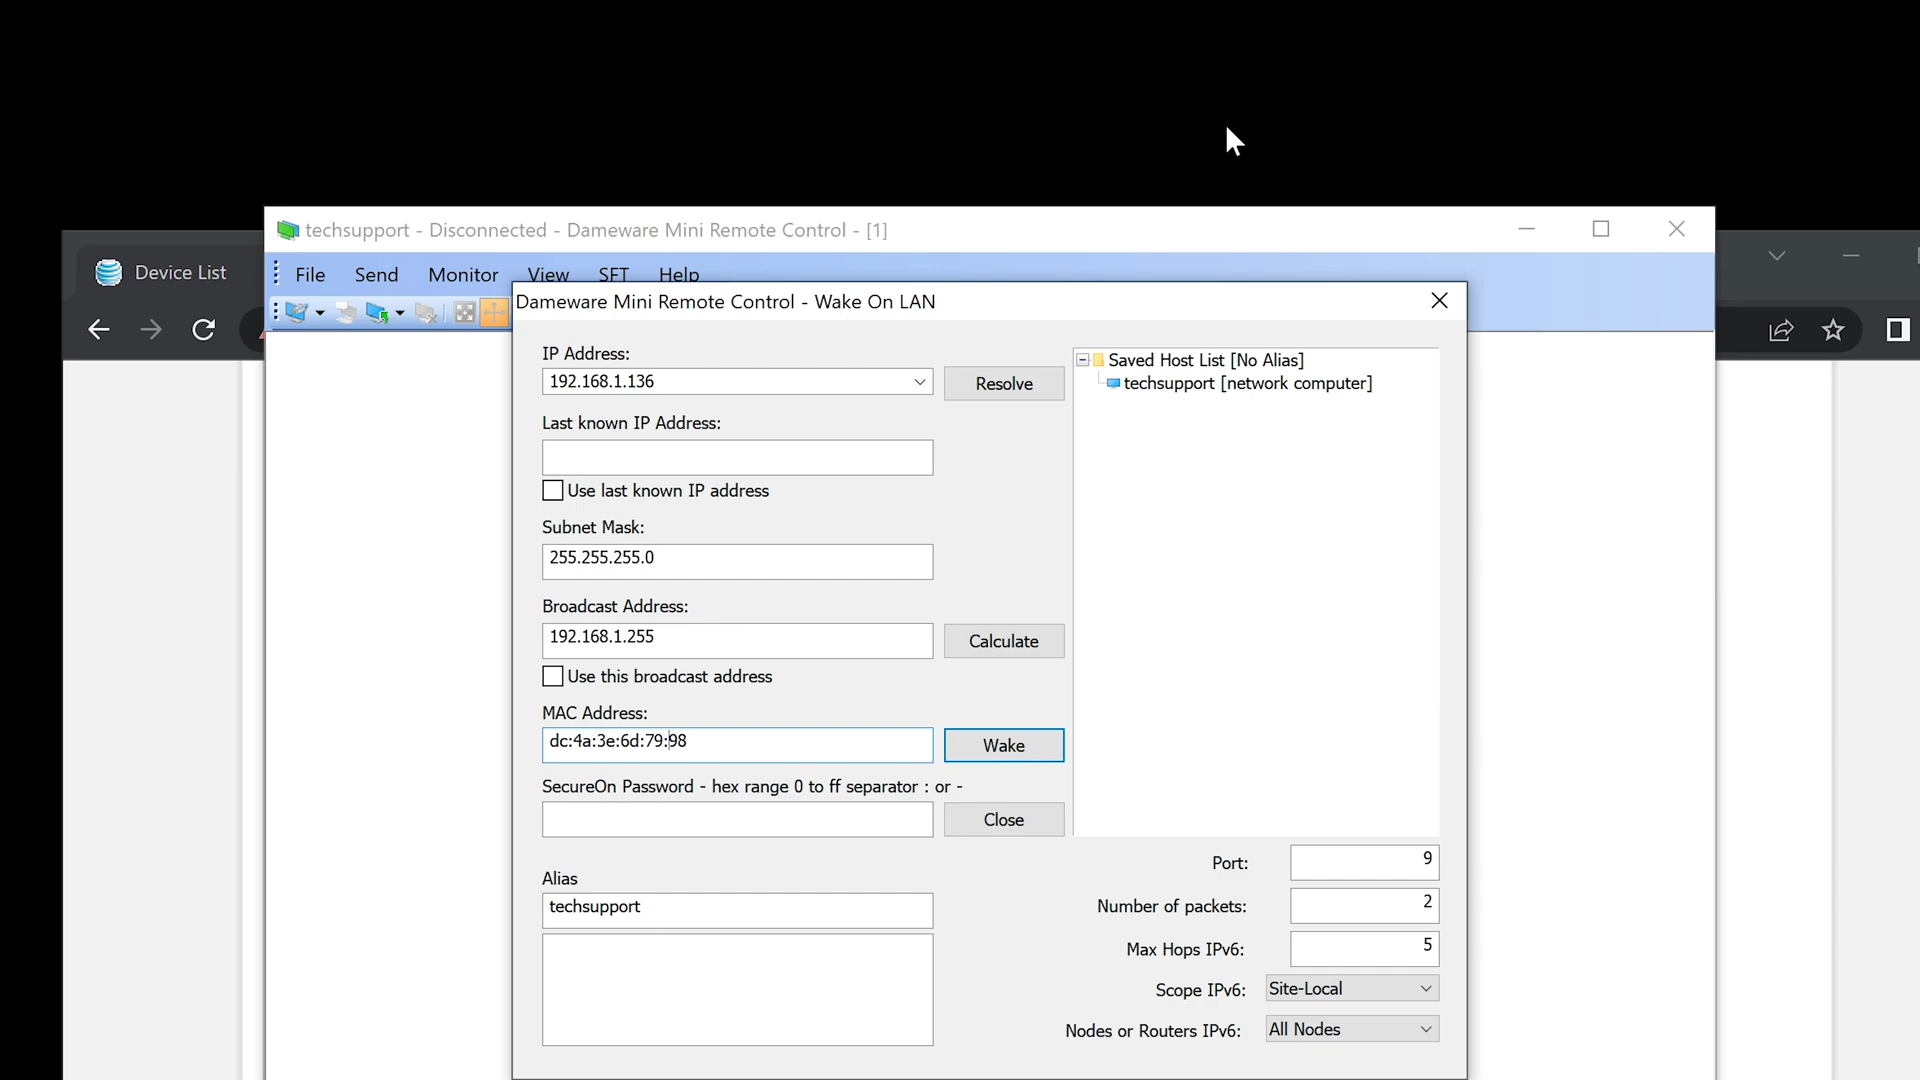 techsupport - Disconnected - Dameware Mini Remote Control - [1]
Device List
File Send Monitor View SFT Help
Dameware Mini Remote Control - Wake On LAN
IP Address:
192.168.1.136
Resolve
Last known IP Address:
Use last known IP address
Subnet Mask:
255.255.255.0
Broadcast Address:
192.168.1.255
Calculate
Use this broadcast address
MAC Address:
dc:4a:3e:6d:79:98
Wake
SecureOn Password - hex range 0 to ff separator : or -
Close
Alias
techsupport
Saved Host List [No Alias]
techsupport [network computer]
Port: 9
Number of packets: 2
Max Hops IPv6: 5
Scope IPv6: Site-Local
Nodes or Routers IPv6: All Nodes